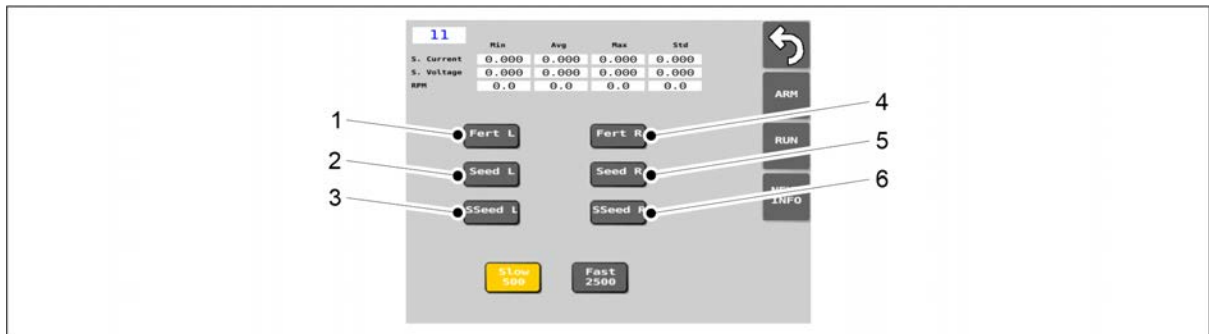 11
Min Avg Max Std
S. Current 0.000 0.000 0.000 0.000
S. Voltage 0.000 0.000 0.000 0.000
RPM 0.0 0.0 0.0 0.0
ARM
1 Fert L Fert R 4
RUN
2 Seed L Seed R 5
3 SSeed L SSeed R 6
INFO
Slow Fast
500 2500